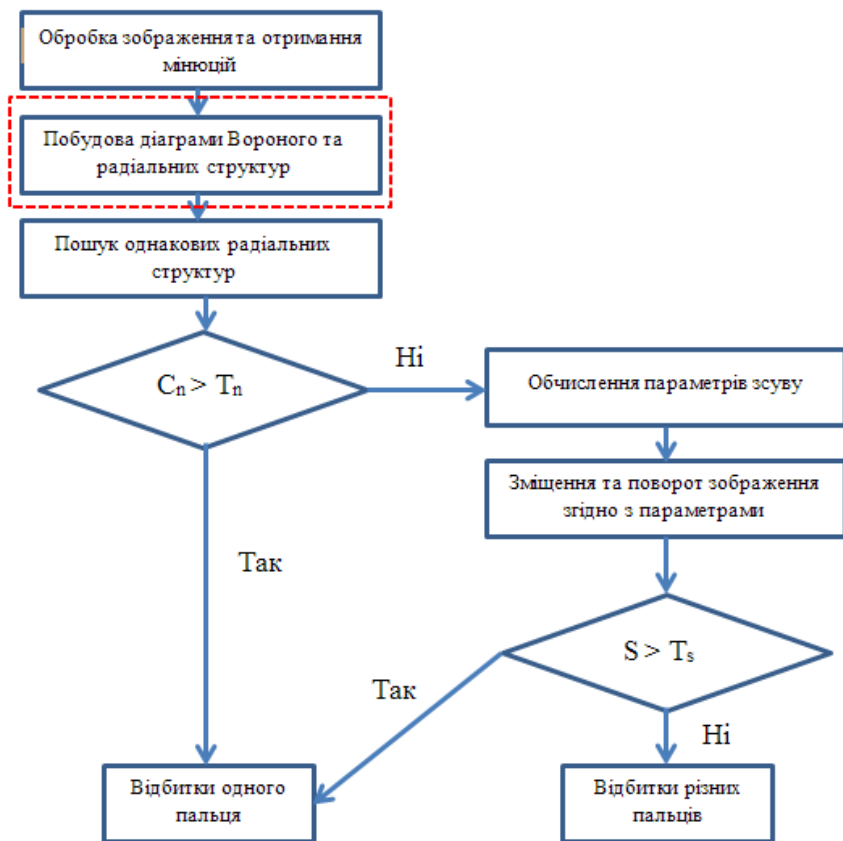 Обробка зображення та отримання
мінюцій
Побудова діаграми Вороного та
радіальних структур
Пошук однакових радіальних
структур
Cₙ > Tₙ
Ні
Обчислення параметрів зсуву
Зміщення та поворот зображення
згідно з параметрами
Так
S > Tₛ
Так
Ні
Відбитки одного
пальця
Відбитки різних
пальців